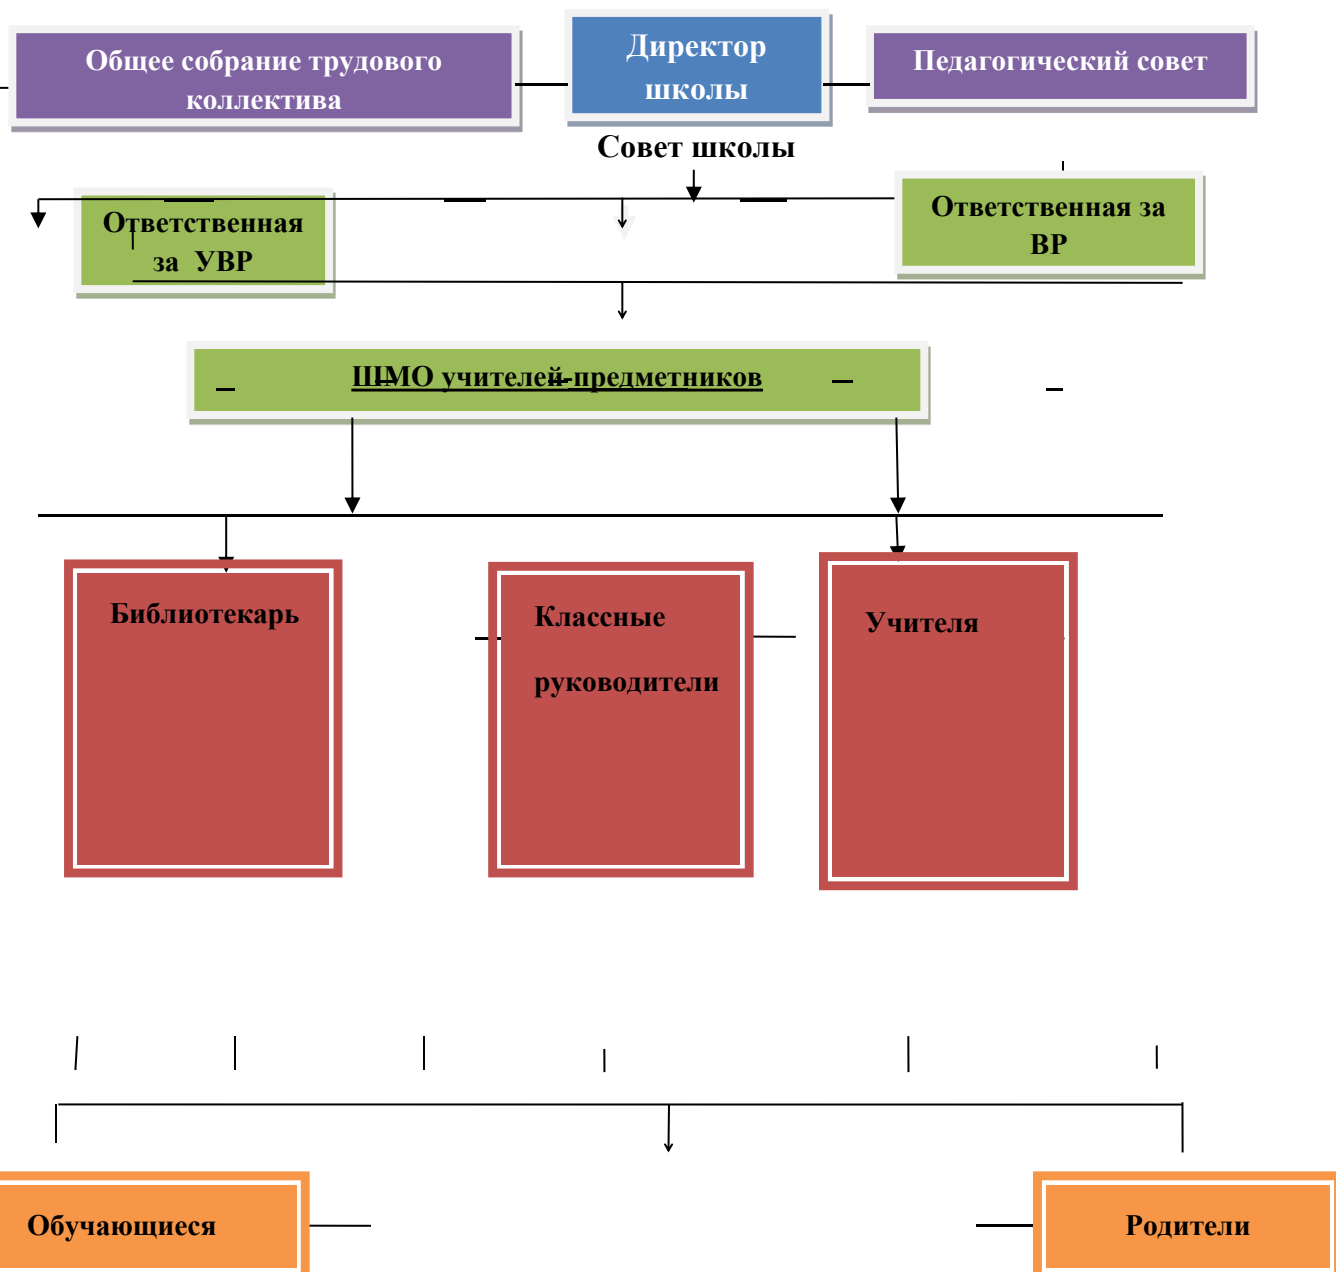 Общее собрание трудового
коллектива
Директор
школы
Педагогический совет
Совет школы
Ответственная
за УВР
Ответственная за
ВР
ШМО учителей-предметников
Библиотекарь
Классные
руководители
Учителя
Обучающиеся
Родители